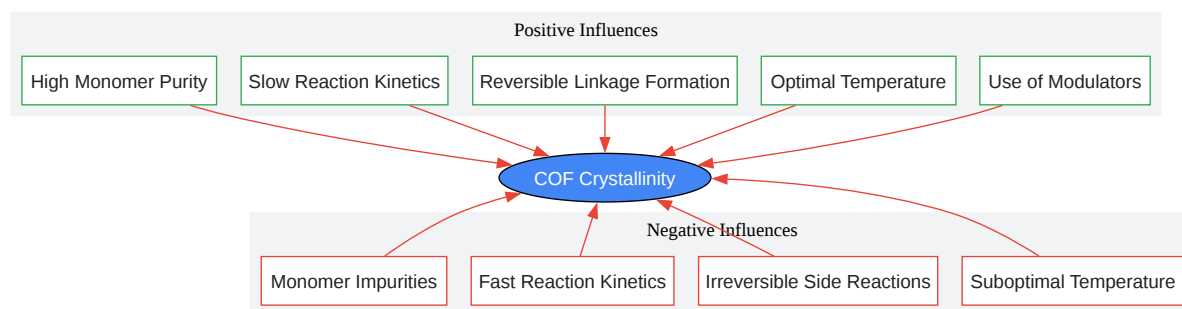 Positive Influences
High Monomer Purity
Slow Reaction Kinetics
Reversible Linkage Formation
Optimal Temperature
Use of Modulators
COF Crystallinity
Negative Influences
Monomer Impurities
Fast Reaction Kinetics
Irreversible Side Reactions
Suboptimal Temperature